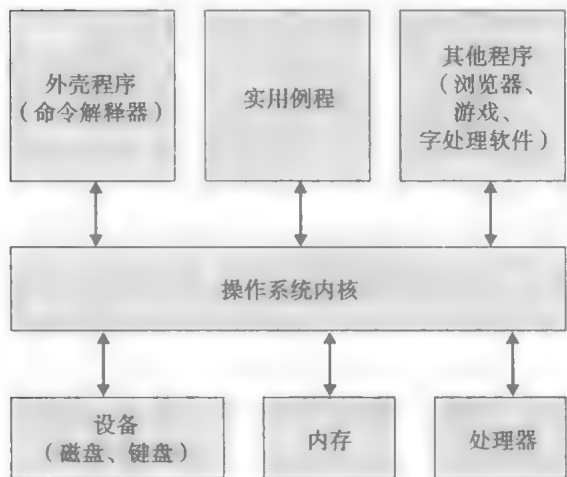 外壳程序
（命令解释器）
实用例程
其他程序
（浏览器、
游戏、
字处理软件）
操作系统内核
设备
（磁盘、键盘）
内存
处理器